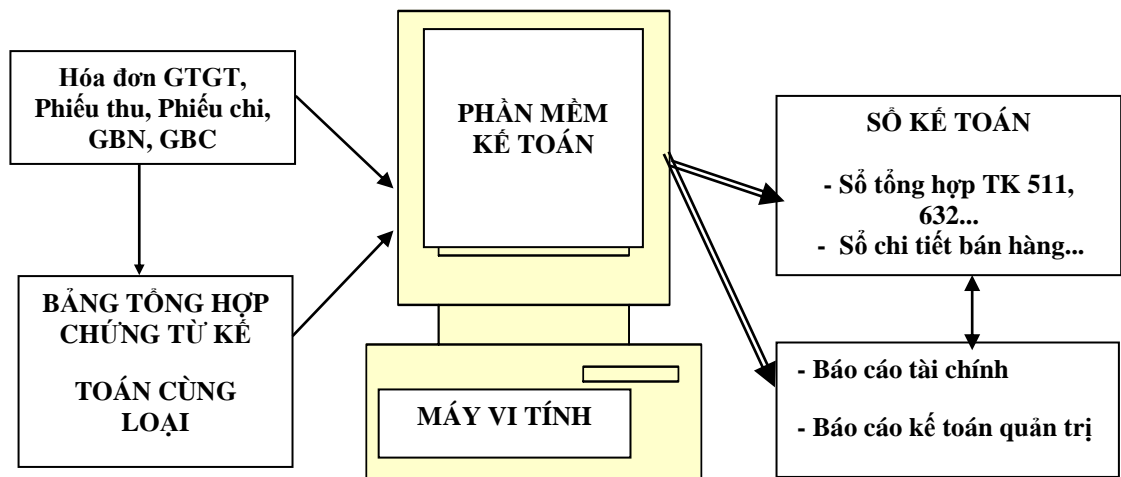 Hóa đơn GTGT,
Phiếu thu, Phiếu chi,
GBN, GBC
BẢNG TỔNG HỢP
CHỨNG TỪ KẾ
TOÁN CÙNG
LOẠI
PHẦN MỀM
KẾ TOÁN
MÁY VI TÍNH
SỔ KẾ TOÁN
- Sổ tổng hợp TK 511,
632...
- Sổ chi tiết bán hàng...
- Báo cáo tài chính
- Báo cáo kế toán quản trị